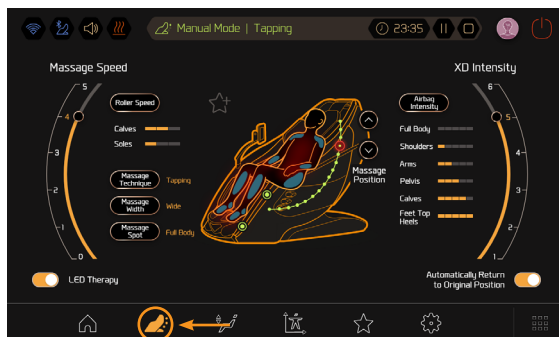 Manual Mode | Tapping
23:35
Massage Speed
XD Intensity
5
4
3
2
1
0
Roller Speed
Calves
Soles
Massage
Technique
Tapping
Massage
Width
Wide
Massage
Spot
Full Body
Massage
Position
Airbag
Intensity
Full Body
Shoulders
Arms
Pelvis
Calves
Feet Top
Heels
6
5
4
3
2
1
LED Therapy
Automatically Return
to Original Position